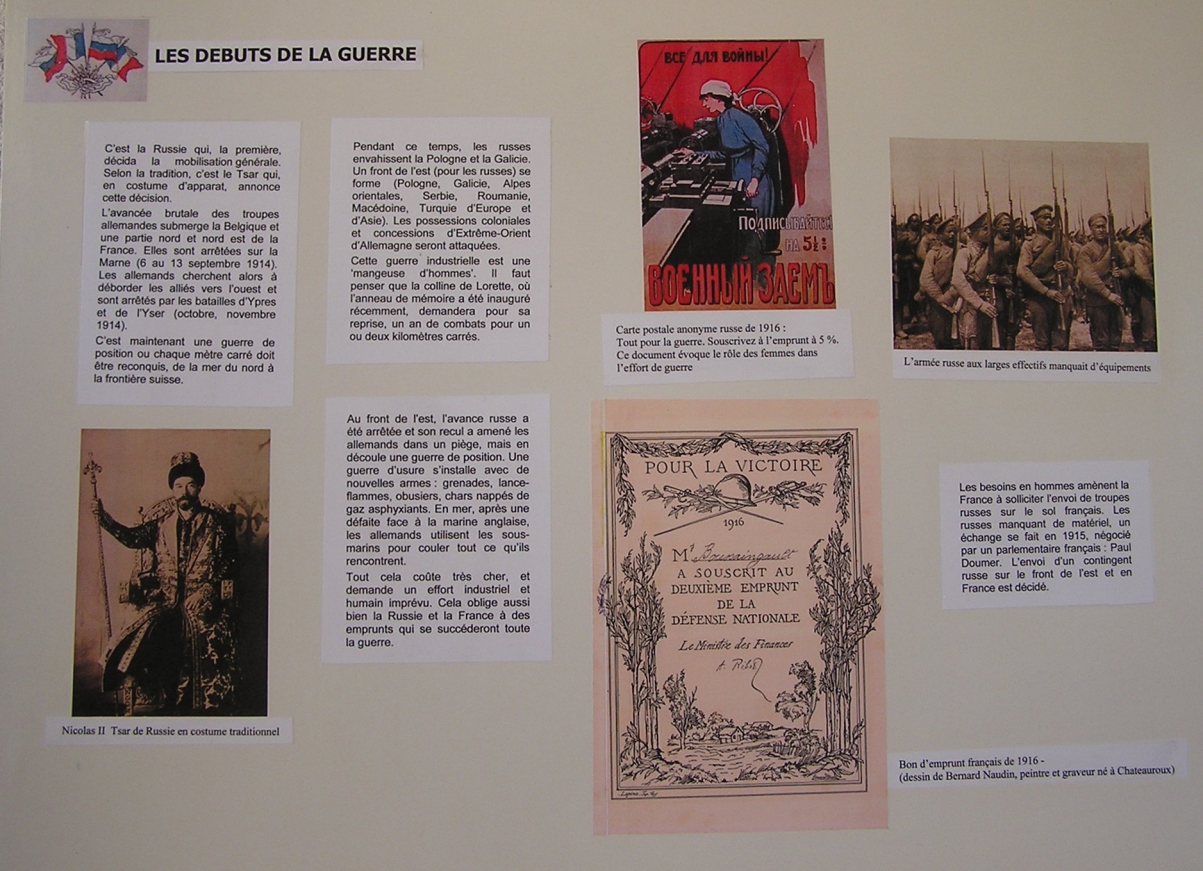 LES DEBUTS DE LA GUERRE
C'est la Russie qui, la première,
décida la mobilisation générale.
Selon la tradition, c'est le Tsar qui,
en costume d'apparat, annonce
cette décision.
L'avancée brutale des troupes
allemandes submerge la Belgique et
une partie nord et nord est de la
France. Elles sont arrêtées sur la
Marne (6 au 13 septembre 1914).
Les allemands cherchent alors à
déborder les alliés vers l'ouest et
sont arrêtés par les batailles d'Ypres
et de l'Yser (octobre, novembre
1914).
C'est maintenant une guerre de
position ou chaque mètre carré doit
être reconquis, de la mer du nord à
la frontière suisse.
Nicolas II Tsar de Russie en costume traditionnel
Pendant ce temps, les russes
envahissent la Pologne et la Galicie.
Un front de l'est (pour les russes) se
forme (Pologne, Galicie, Alpes
orientales, Serbie, Roumanie,
Macédoine, Turquie d'Europe et
d'Asie). Les possessions coloniales
et concessions d'Extrême-Orient
d'Allemagne seront attaquées.
Cette guerre industrielle est une
'mangeuse d'hommes'. Il faut
penser que la colline de Lorette, où
l'anneau de mémoire a été inauguré
récemment, demandera pour sa
reprise, un an de combats pour un
ou deux kilomètres carrés.
Au front de l'est, l'avance russe a
été arrêtée et son recul a amené les
allemands dans un piège, mais en
découle une guerre de position. Une
guerre d'usure s'installe avec de
nouvelles armes : grenades, lance-
flammes, obusiers, chars nappés de
gaz asphyxiants. En mer, après une
défaite face à la marine anglaise,
les allemands utilisent les sous-
marins pour couler tout ce qu'ils
rencontrent.
Tout cela coûte très cher, et
demande un effort industriel et
humain imprévu. Cela oblige aussi
bien la Russie et la France à des
emprunts qui se succéderont toute
la guerre.
ВСЕ ДЛЯ ВОЙНЫ!
ПОДПИСЫВАЙТЕСЬ
НА 5½%
ВОЕННЫЙ ЗАЕМЪ
Carte postale anonyme russe de 1916 :
Tout pour la guerre. Souscrivez à l'emprunt à 5 %.
Ce document évoque le rôle des femmes dans
l'effort de guerre
POUR LA VICTOIRE
1916
Mr
A SOUSCRIT AU
DEUXIÈME EMPRUNT
DE LA
DÉFENSE NATIONALE
Le Ministre des Finances
A. Ribot
L'armée russe aux larges effectifs manquait d'équipements
Les besoins en hommes amènent la
France à solliciter l'envoi de troupes
russes sur le sol français. Les
russes manquant de matériel, un
échange se fait en 1915, négocié
par un parlementaire français : Paul
Doumer. L'envoi d'un contingent
russe sur le front de l'est et en
France est décidé.
Bon d'emprunt français de 1916 -
(dessin de Bernard Naudin, peintre et graveur né à Chateauroux)